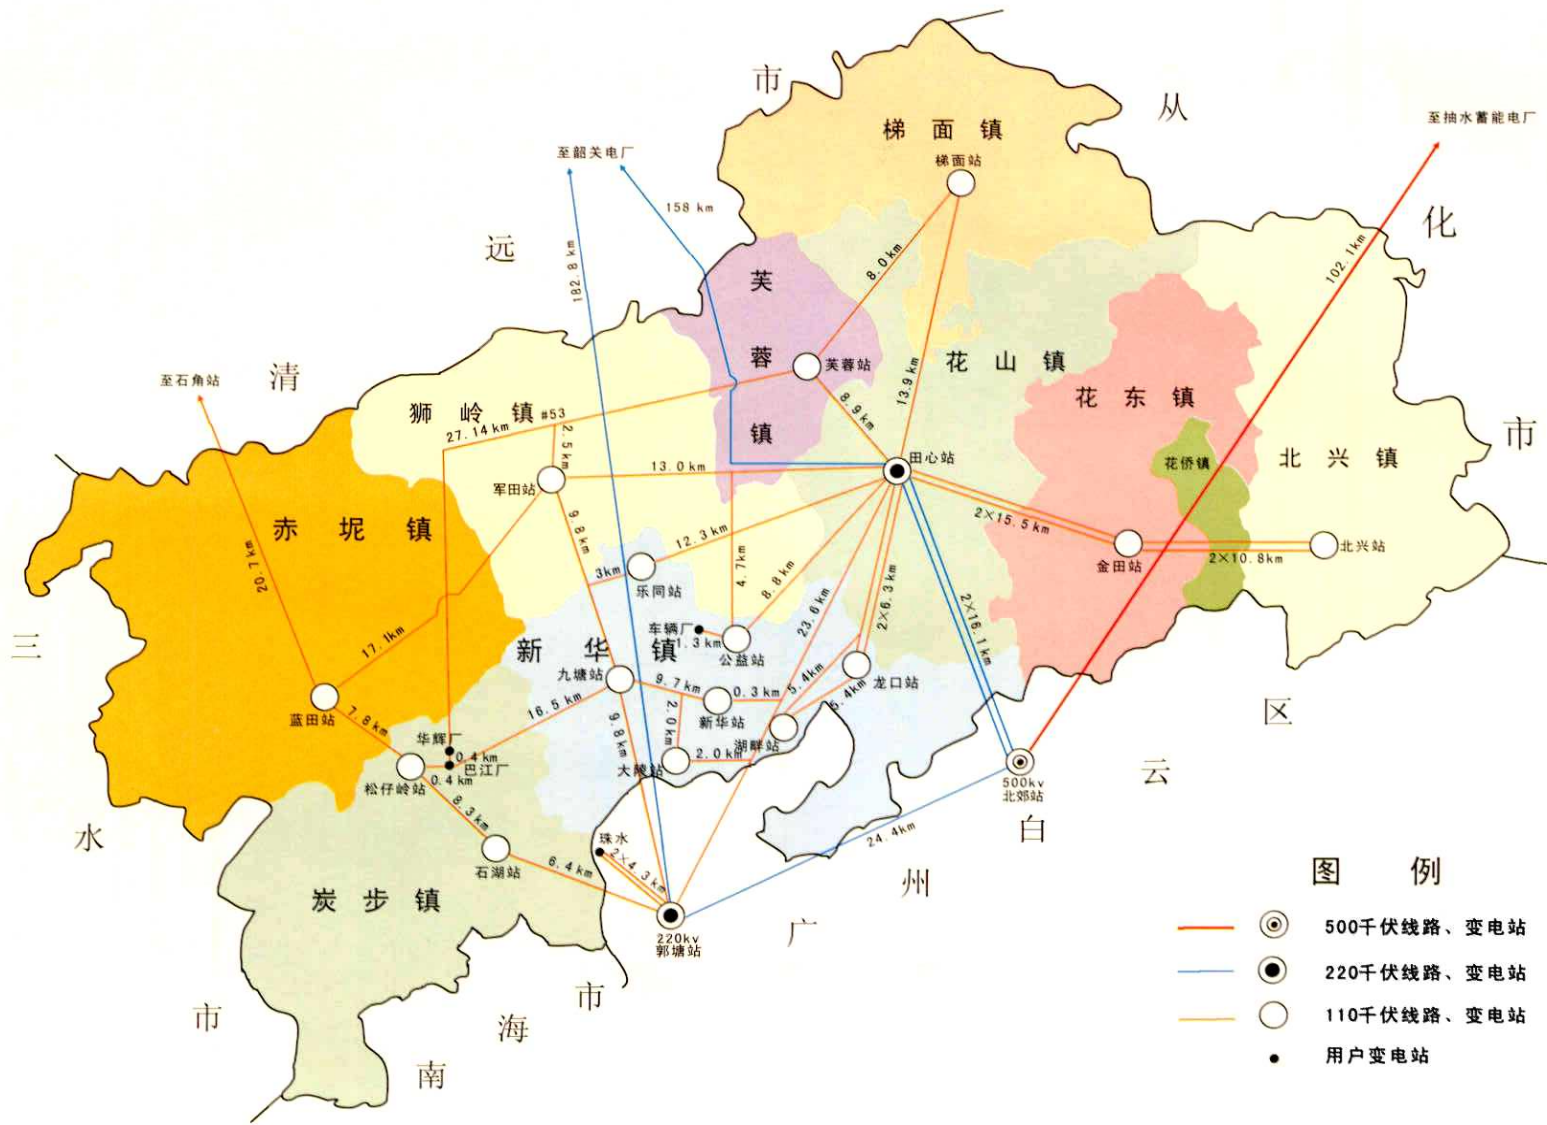 市
从
至抽水蓄能电厂
梯面镇
梯面站
至韶关电厂
158 km
化
远
182.8 km
8.0km
102.1km
芙蓉镇
清
至石角站
芙蓉站
花山镇
13.9km
狮岭镇
#53
27.14km
2.5km
8.9km
花东镇
市
田心站
花侨镇
北兴镇
13.0km
军田站
2×15.5km
赤坭镇
9.8km
12.3km
北兴站
金田站
2×10.8km
20.7km
3km
乐同站
4.7km
8.8km
23.6km
2×6.3km
2×16.1km
17.1km
三
新华镇
车辆厂
1.3km
公益站
九塘站
9.7km
0.3km
5.4km
龙口站
5.4km
蓝田站
7.8km
16.5km
9.8km
2.0km
新华站
湖畔站
区
华辉厂
0.4km
巴江厂
0.4km
松仔岭站
大陵站
2.0km
云
500kv
北郊站
白
水
8.3km
珠水
2×4.3km
24.4km
石湖站
6.4km
州
炭步镇
220kv
郭塘站
广
市
海
市
南
图例
500千伏线路、变电站
220千伏线路、变电站
110千伏线路、变电站
用户变电站